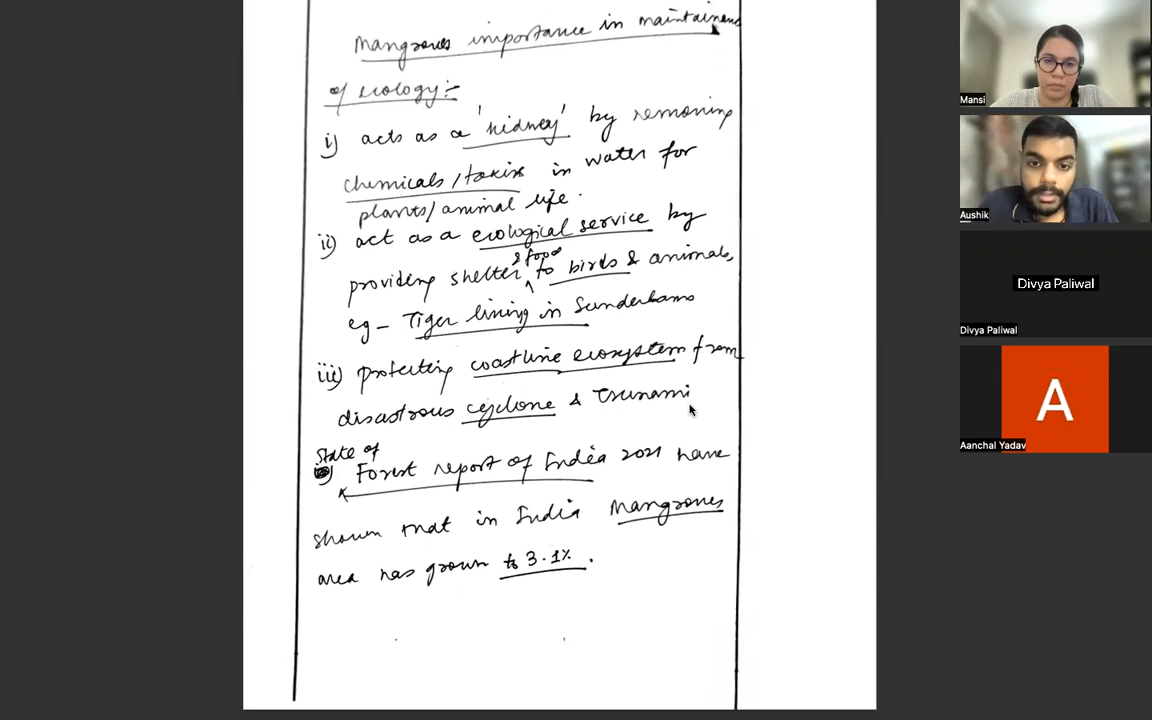 Mangroves importance in maintainence
of ecology:-
i) acts as a 'kidney' by removing
chemicals/toxix in water for
plants/animal life.
ii) act as a ecological service by
& food
providing shelter to birds & animals,
eg- Tiger living in Sunderbans
iii) protecting coastline ecosystem from
disastrous cyclone & Tsunami
State of
Forest report of India 2021 have
shown that in India Mangroves
area has grown to 3.1%.
Mansi
Aushik
Divya Paliwal
Divya Paliwal
A
Aanchal Yadav